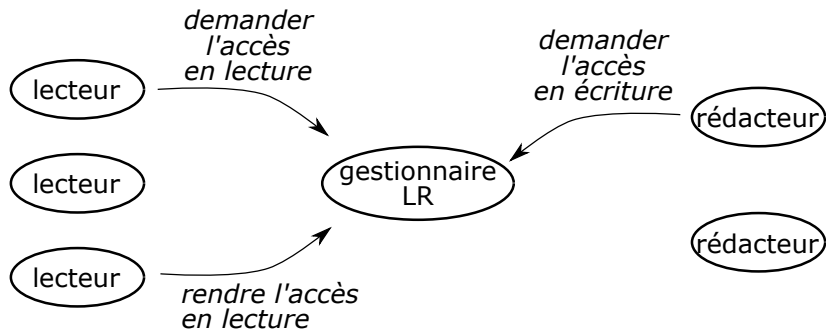 demander
l'accès
en lecture
demander
l'accès
en écriture
lecteur
rédacteur
gestionnaire
LR
lecteur
rédacteur
lecteur
rendre l'accès
en lecture